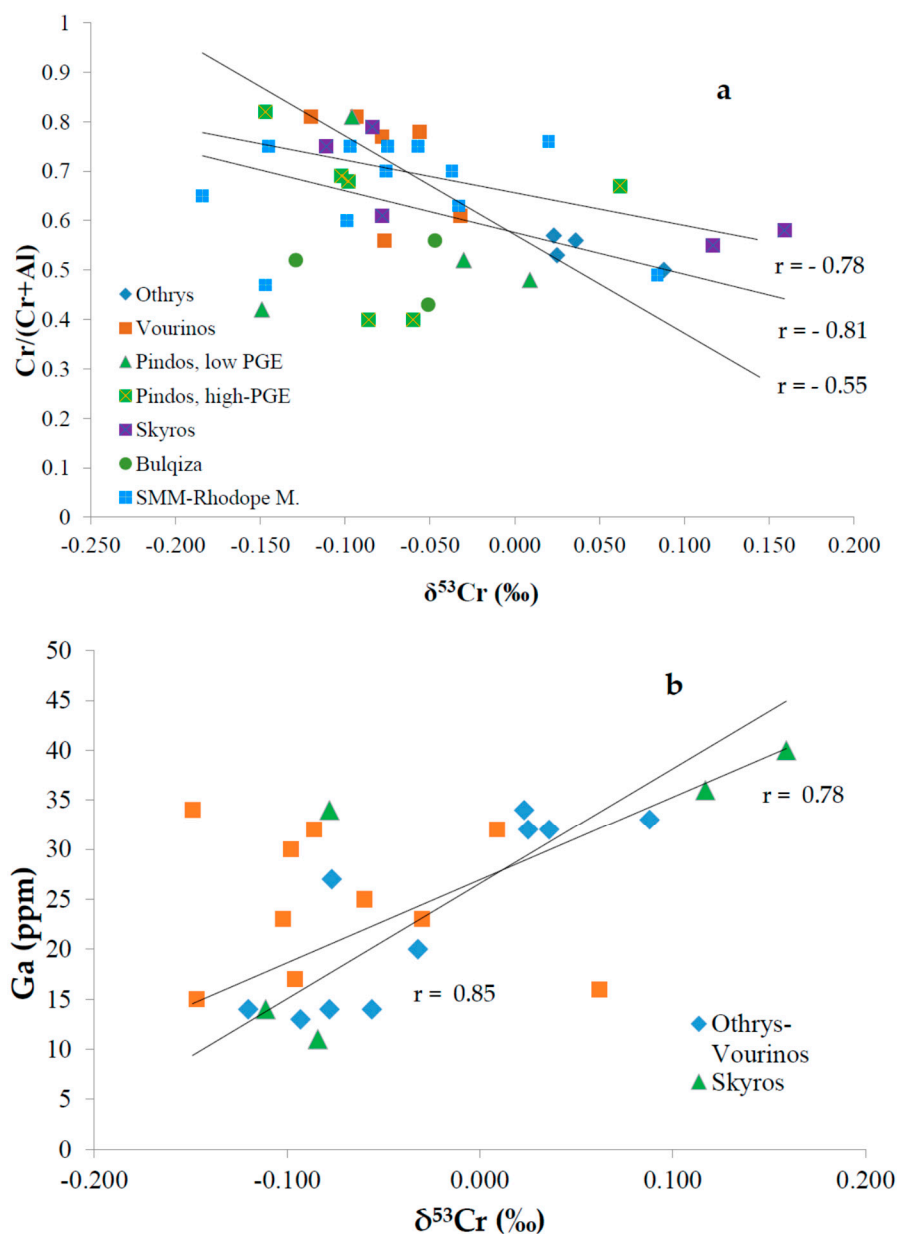 a
1
0.9
0.8
0.7
0.6
0.5
0.4
0.3
0.2
0.1
0
Cr/(Cr+Al)
Othrys
Vourinos
Pindos, low PGE
Pindos, high-PGE
Skyros
Bulqiza
SMM-Rhodope M.
r = - 0.78
r = - 0.81
r = - 0.55
-0.250 -0.200 -0.150 -0.100 -0.050 0.000 0.050 0.100 0.150 0.200
δ53Cr (‰)
b
50
45
40
35
30
25
20
15
10
5
0
Ga (ppm)
r = 0.78
r = 0.85
Othrys-
Vourinos
Skyros
-0.200 -0.100 0.000 0.100 0.200
δ53Cr (‰)